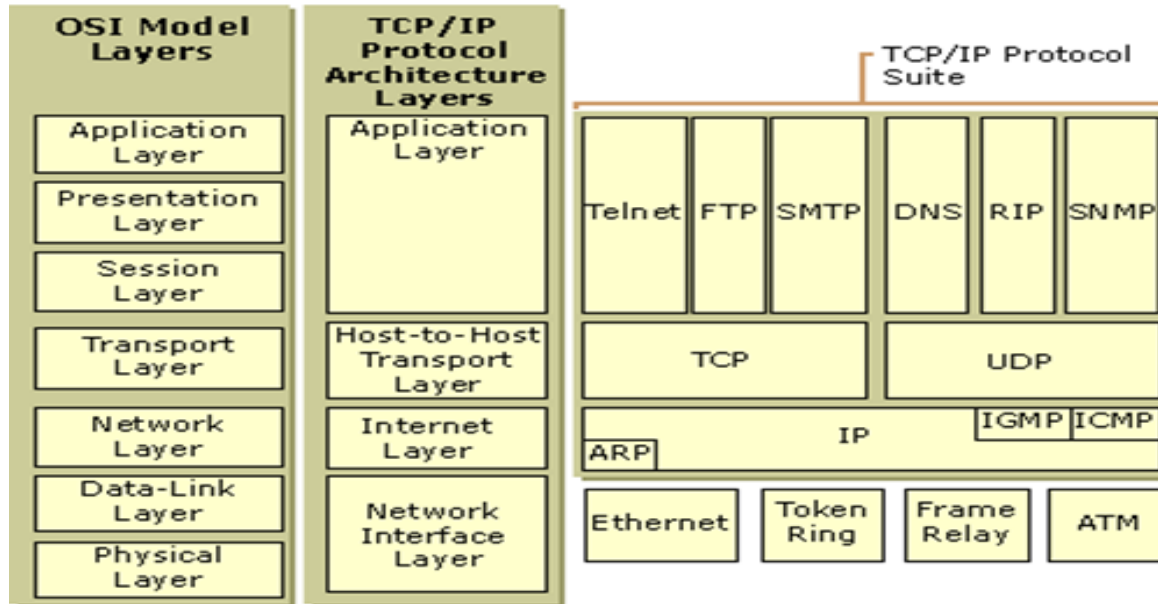 OSI Model
Layers
Application
Layer
Presentation
Layer
Session
Layer
Transport
Layer
Network
Layer
Data-Link
Layer
Physical
Layer
TCP/IP
Protocol
Architecture
Layers
Application
Layer
Host-to-Host
Transport
Layer
Internet
Layer
Network
Interface
Layer
TCP/IP Protocol
Suite
Telnet
FTP
SMTP
DNS
RIP
SNMP
TCP
UDP
IP
IGMP
ICMP
ARP
Ethernet
Token
Ring
Frame
Relay
ATM